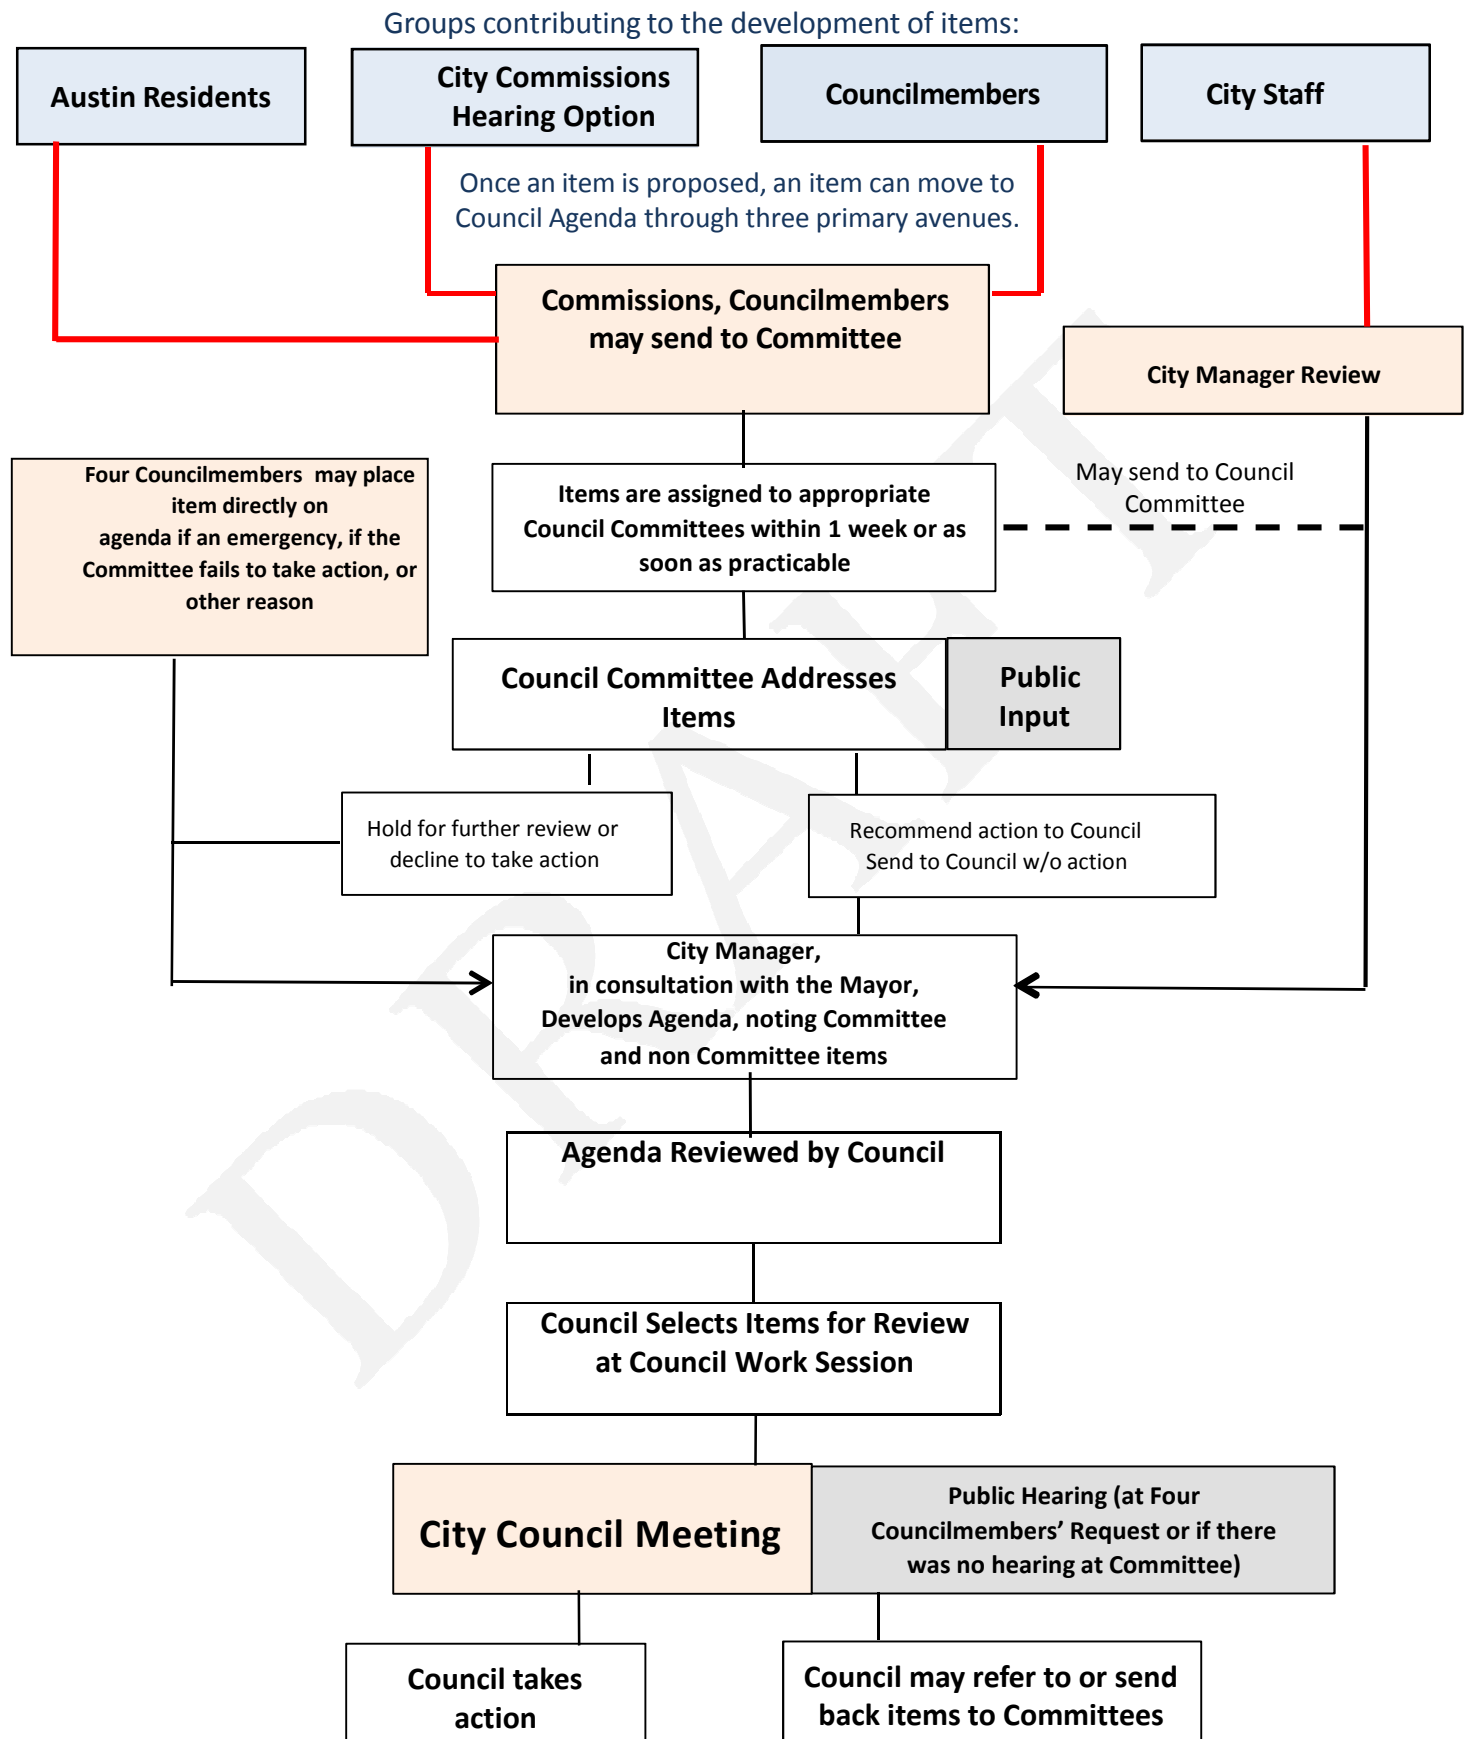 Groups contributing to the development of items:
Austin Residents
City Commissions
Hearing Option
Councilmembers
City Staff
Once an item is proposed, an item can move to
Council Agenda through three primary avenues.
Commissions, Councilmembers
may send to Committee
City Manager Review
Four Councilmembers may place
item directly on
agenda if an emergency, if the
Committee fails to take action, or
other reason
Items are assigned to appropriate
Council Committees within 1 week or as
soon as practicable
May send to Council
Committee
Council Committee Addresses
Items
Public
Input
Hold for further review or
decline to take action
Recommend action to Council
Send to Council w/o action
City Manager,
in consultation with the Mayor,
Develops Agenda, noting Committee
and non Committee items
Agenda Reviewed by Council
Council Selects Items for Review
at Council Work Session
City Council Meeting
Public Hearing (at Four
Councilmembers’ Request or if there
was no hearing at Committee)
Council takes
action
Council may refer to or send
back items to Committees
DRAFT